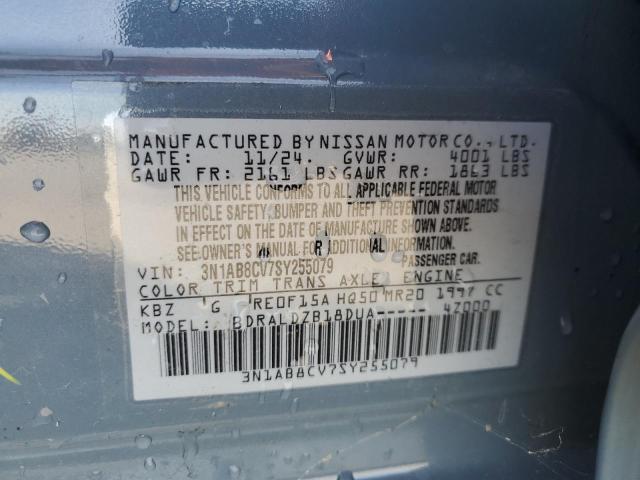 MANUFACTURED BY NISSAN MOTOR CO., LTD.
DATE: 11/24. GVWR: 4001 LBS
GAWR FR: 2161 LBS GAWR RR: 1863 LBS
THIS VEHICLE CONFORMS TO ALL APPLICABLE FEDERAL MOTOR
VEHICLE SAFETY, BUMPER AND THEFT PREVENTION STANDARDS
IN EFFECT ON THE DATE OF MANUFACTURE SHOWN ABOVE.
SEE OWNER'S MANUAL FOR ADDITIONAL INFORMATION.
VIN: 3N1AB8CV7SY255079 PASSENGER CAR.
COLOR TRIM TRANS AXLE ENGINE
KBZ G RE0F15A HQ50 MR20 1997 CC
MODEL: BDRALDZB18DUA----- 4Z000
3N1AB8CV7SY255079